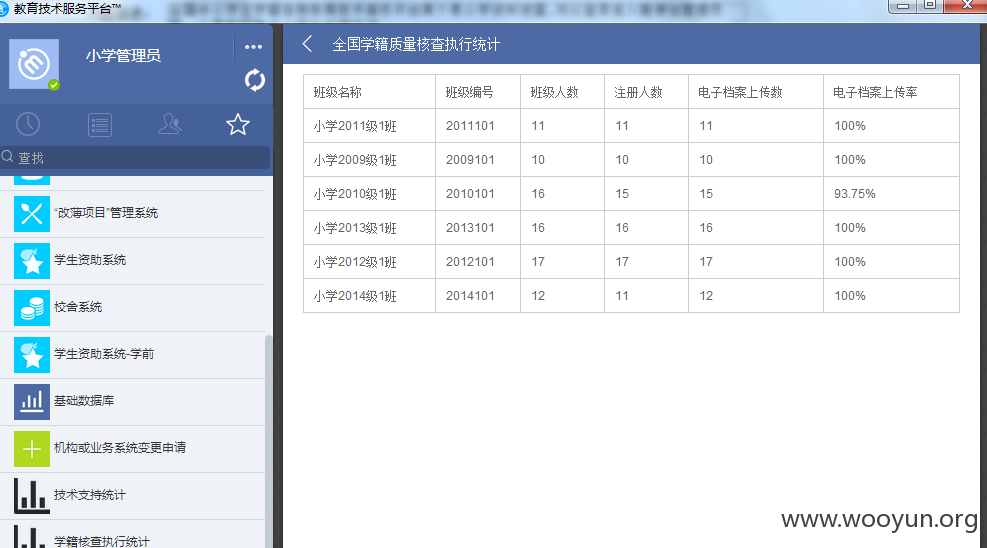 教育技术服务平台™
小学管理员
查找
"改薄项目"管理系统
学生资助系统
校舍系统
学生资助系统-学前
基础数据库
机构或业务系统变更申请
技术支持统计
学籍核查执行统计
全国学籍质量核查执行统计
班级名称 班级编号 班级人数 注册人数 电子档案上传数 电子档案上传率
小学2011级1班 2011101 11 11 11 100%
小学2009级1班 2009101 10 10 10 100%
小学2010级1班 2010101 16 15 15 93.75%
小学2013级1班 2013101 16 16 16 100%
小学2012级1班 2012101 17 17 17 100%
小学2014级1班 2014101 12 11 12 100%
www.wooyun.org